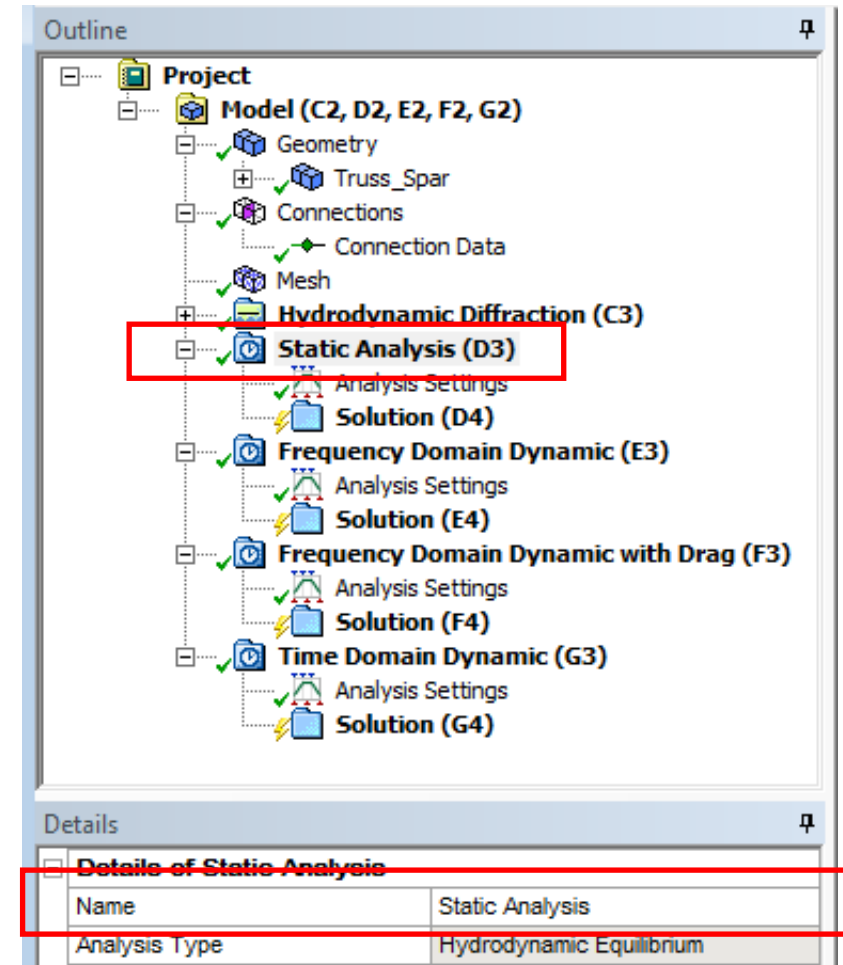 Outline
Project
Model (C2, D2, E2, F2, G2)
Geometry
Truss_Spar
Connections
Connection Data
Mesh
Hydrodynamic Diffraction (C3)
Static Analysis (D3)
Analysis Settings
Solution (D4)
Frequency Domain Dynamic (E3)
Analysis Settings
Solution (E4)
Frequency Domain Dynamic with Drag (F3)
Analysis Settings
Solution (F4)
Time Domain Dynamic (G3)
Analysis Settings
Solution (G4)
Details
Details of Static Analysis
Name Static Analysis
Analysis Type Hydrodynamic Equilibrium